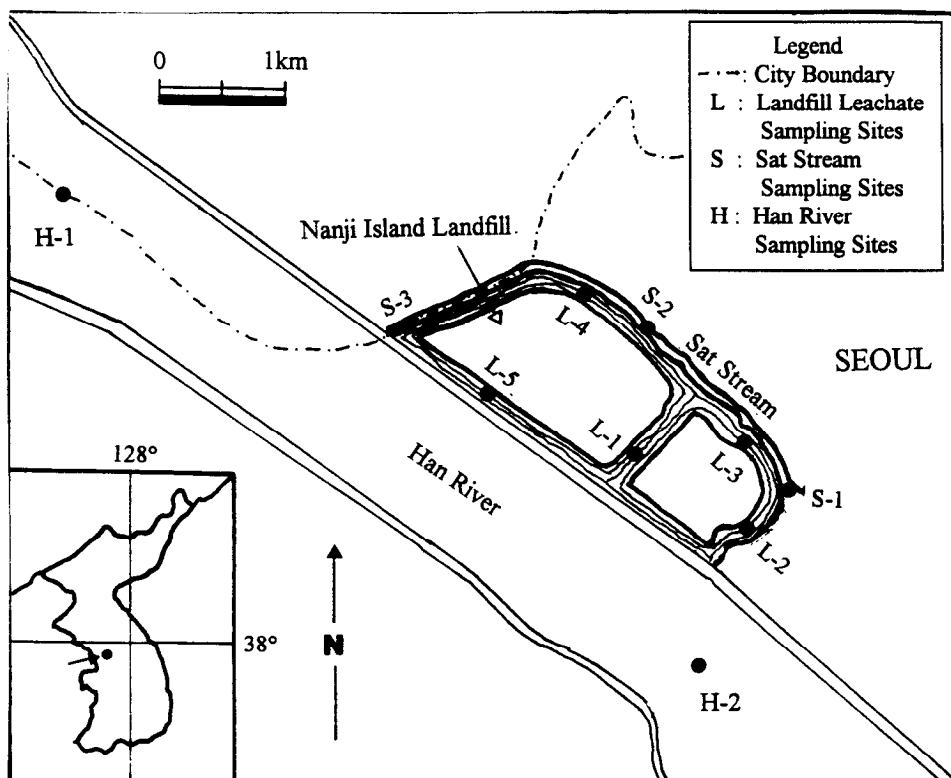 0 1km
Legend
-·-·-: City Boundary
L : Landfill Leachate
Sampling Sites
S : Sat Stream
Sampling Sites
H : Han River
Sampling Sites
H-1
Nanji Island Landfill
S-3
L-4
S-2
Sat Stream
SEOUL
L-5
L-1
L-3
S-1
L-2
Han River
128°
38°
N
H-2